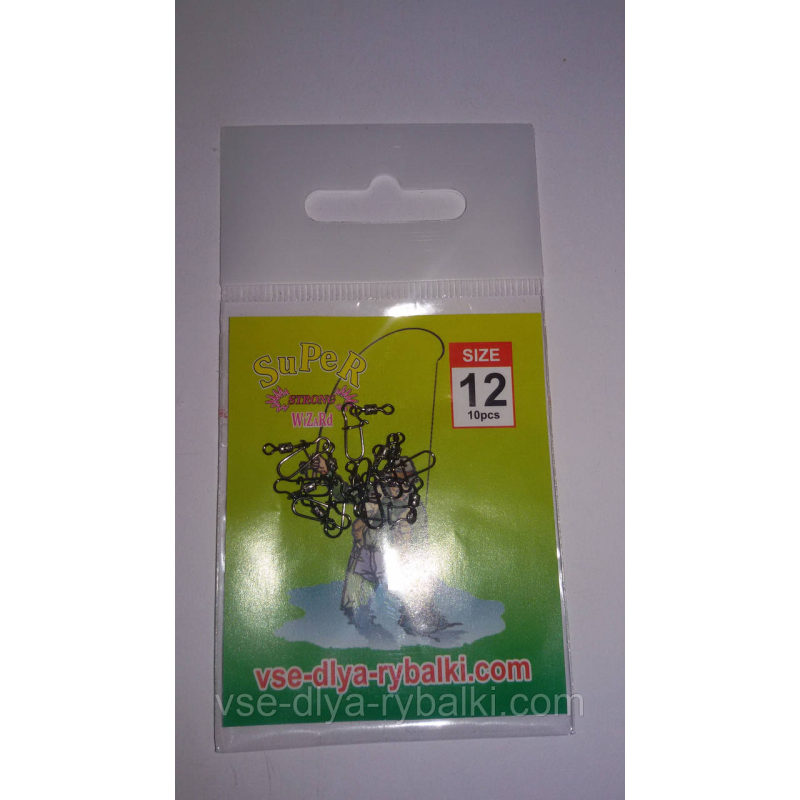 SuPeR
STRONG
WiZARd
SIZE
12
10pcs
vse-dlya-rybalki.com
vse-dlya-rybalki.com